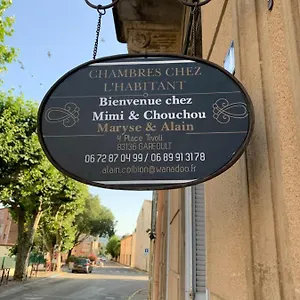 CHAMBRES CHEZ
L'HABITANT
Bienvenue chez
Mimi & Chouchou
Maryse & Alain
4 Place Tivoli
83136 GAREOULT
06 72 87 04 99 / 06 89 91 31 78
alain.colbion@wanadoo.fr